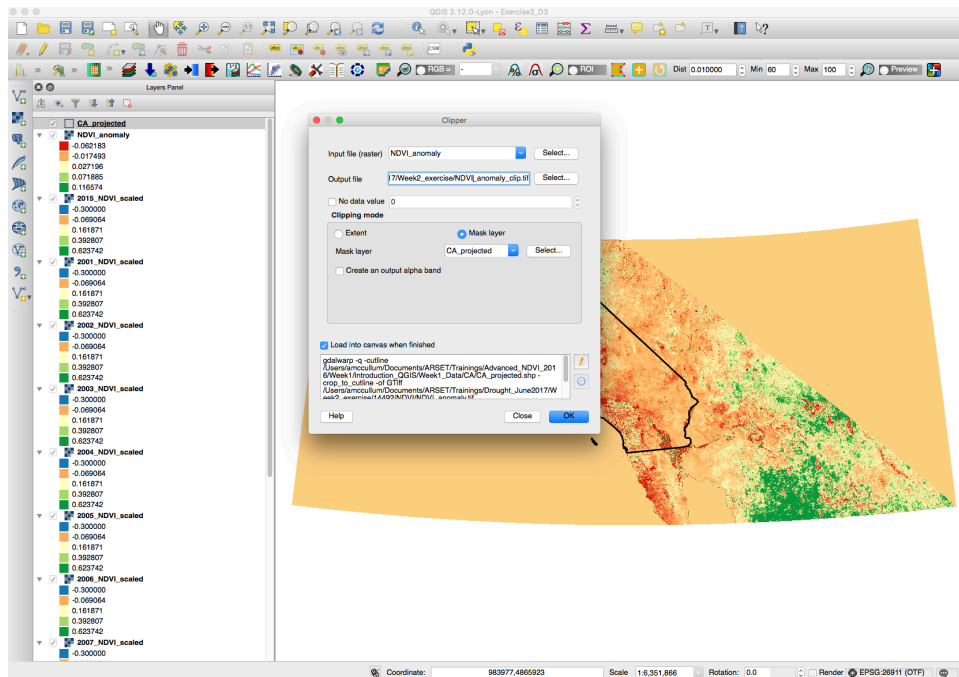 QGIS 2.12.0-Lyon - Exercise2_D3
CSW
RGB = -
ROI
Dist 0.010000 Min 60 Max 100 Preview
Layers Panel
CA_projected
NDVI_anomaly
-0.062183
-0.017493
0.027196
0.071885
0.116574
2015_NDVI_scaled
-0.300000
-0.069064
0.161871
0.392807
0.623742
2001_NDVI_scaled
-0.300000
-0.069064
0.161871
0.392807
0.623742
2002_NDVI_scaled
-0.300000
-0.069064
0.161871
0.392807
0.623742
2003_NDVI_scaled
-0.300000
-0.069064
0.161871
0.392807
0.623742
2004_NDVI_scaled
-0.300000
-0.069064
0.161871
0.392807
0.623742
2005_NDVI_scaled
-0.300000
-0.069064
0.161871
0.392807
0.623742
2006_NDVI_scaled
-0.300000
-0.069064
0.161871
0.392807
0.623742
2007_NDVI_scaled
-0.300000
Clipper
Input file (raster) NDVI_anomaly Select...
Output file 17/Week2_exercise/NDVI_anomaly_clip.tif Select...
No data value 0
Clipping mode
Extent Mask layer
Mask layer CA_projected Select...
Create an output alpha band
Load into canvas when finished
gdalwarp -q -cutline
/Users/amccullum/Documents/ARSET/Trainings/Advanced_NDVI_201
6/Week1/Introduction_QGIS/Week1_Data/CA/CA_projected.shp -
crop_to_cutline -of GTiff
/Users/amccullum/Documents/ARSET/Trainings/Drought_June2017/W
eek2_exercise/14492/NDVI/NDVI_anomaly.tif
Help Close OK
Coordinate: 983977,4865923 Scale 1:6,351,866 Rotation: 0.0 Render EPSG:26911 (OTF)